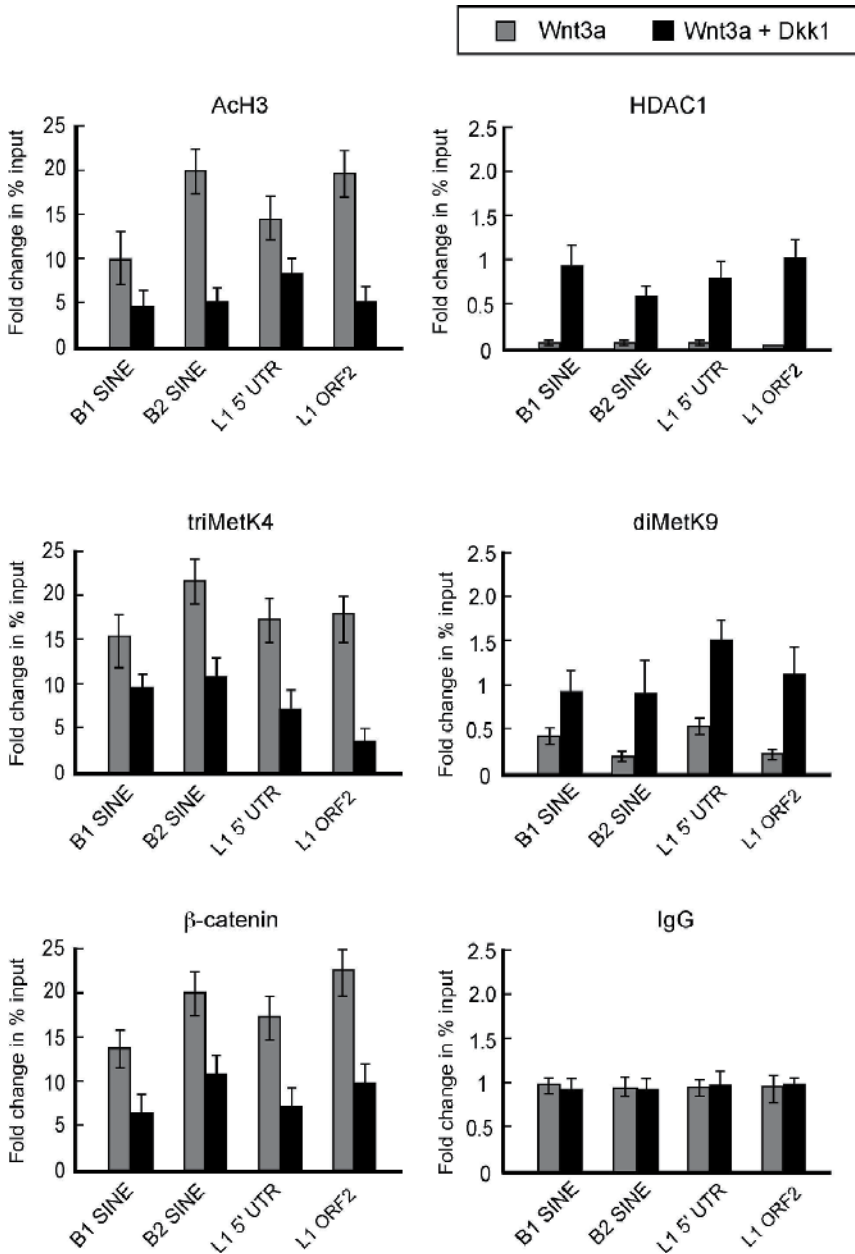 Wnt3a Wnt3a + Dkk1
AcH3
Fold change in % input
25
20
15
10
5
0
B1 SINE
B2 SINE
L1 5' UTR
L1 ORF2
HDAC1
Fold change in % input
2.5
2.0
1.5
1
0.5
0
B1 SINE
B2 SINE
L1 5' UTR
L1 ORF2
triMetK4
Fold change in % input
25
20
15
10
5
0
B1 SINE
B2 SINE
L1 5' UTR
L1 ORF2
diMetK9
Fold change in % input
2.5
2.0
1.5
1
0.5
0
B1 SINE
B2 SINE
L1 5' UTR
L1 ORF2
β-catenin
Fold change in % input
25
20
15
10
5
0
B1 SINE
B2 SINE
L1 5' UTR
L1 ORF2
IgG
Fold change in % input
2.5
2.0
1.5
1
0.5
0
B1 SINE
B2 SINE
L1 5' UTR
L1 ORF2